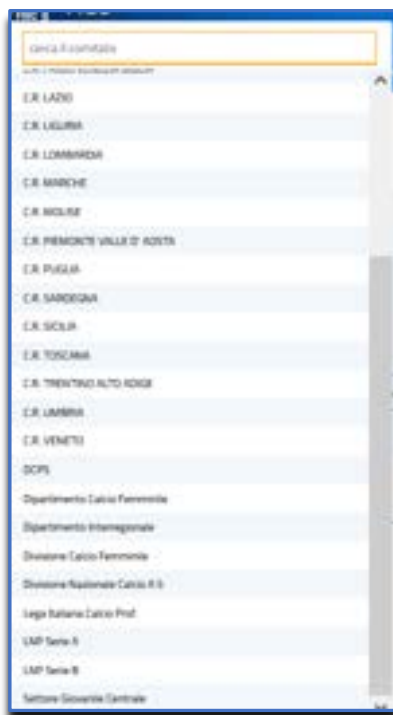 cerca il comitato
C.R. LAZIO
C.R. LIGURIA
C.R. LOMBARDIA
C.R. MARCHE
C.R. MOLISE
C.R. PIEMONTE VALLE D' AOSTA
C.R. PUGLIA
C.R. SARDEGNA
C.R. SICILIA
C.R. TOSCANA
C.R. TRENTINO ALTO ADIGE
C.R. UMBRIA
C.R. VENETO
DCPS
Dipartimento Calcio Femminile
Dipartimento Interregionale
Divisione Calcio Femminile
Divisione Nazionale Calcio A 5
Lega Italiana Calcio Prof.
LNP Serie A
LNP Serie B
Settore Giovanile Centrale